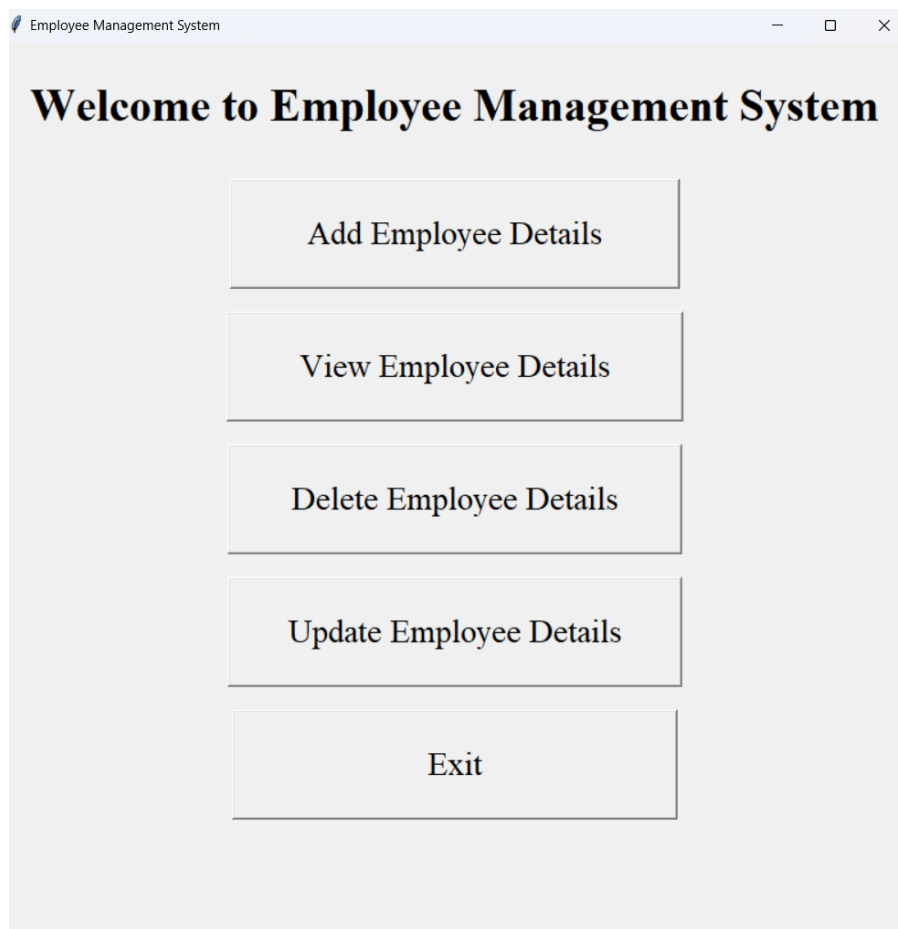 Employee Management System
Welcome to Employee Management System
Add Employee Details
View Employee Details
Delete Employee Details
Update Employee Details
Exit